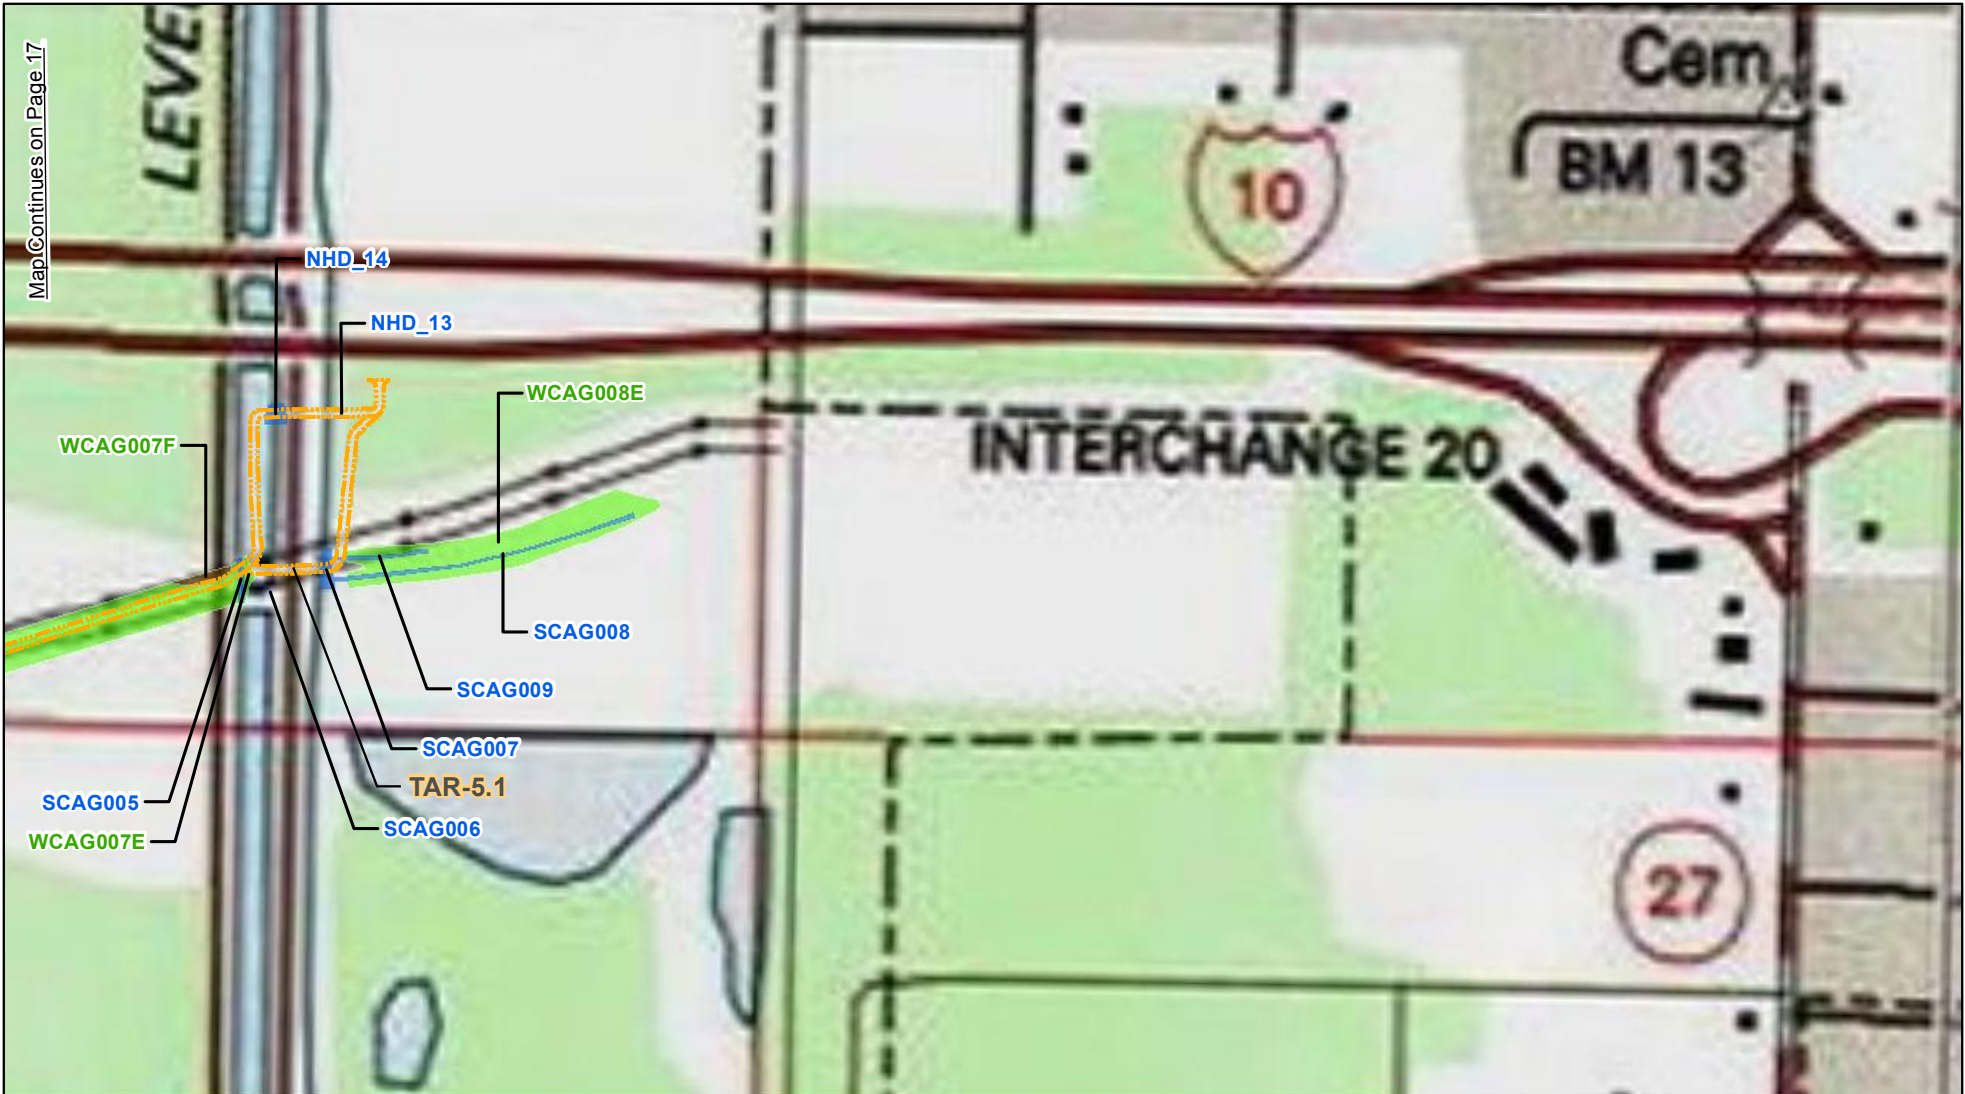 Map Continues on Page 17
LEVE
Cem
10
BM 13
NHD_14
NHD_13
WCAG008E
WCAG007F
INTERCHANGE 20
SCAG008
SCAG009
SCAG007
TAR-5.1
SCAG005
SCAG006
WCAG007E
27